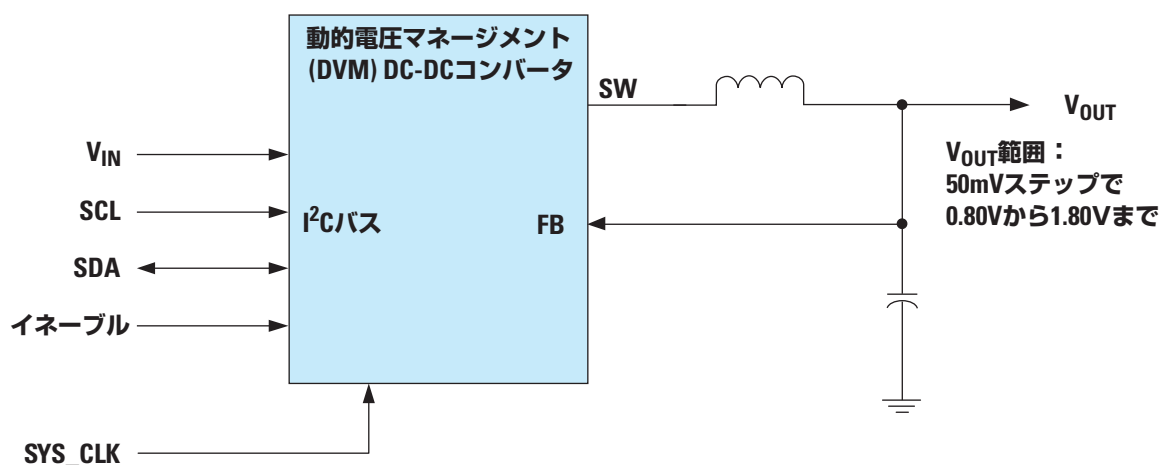 動的電圧マネージメント
(DVM) DC-DCコンバータ
SW
VOUT
VOUT範囲：
50mVステップで
0.80Vから1.80Vまで
VIN
SCL
I²Cバス
FB
SDA
イネーブル
SYS_CLK